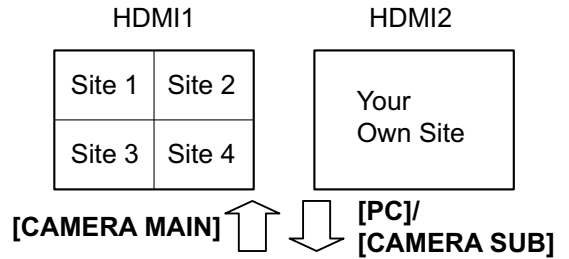 HDMI1 HDMI2
Site 1 Site 2 Your
Own Site
Site 3 Site 4
[CAMERA MAIN] [PC]/
[CAMERA SUB]